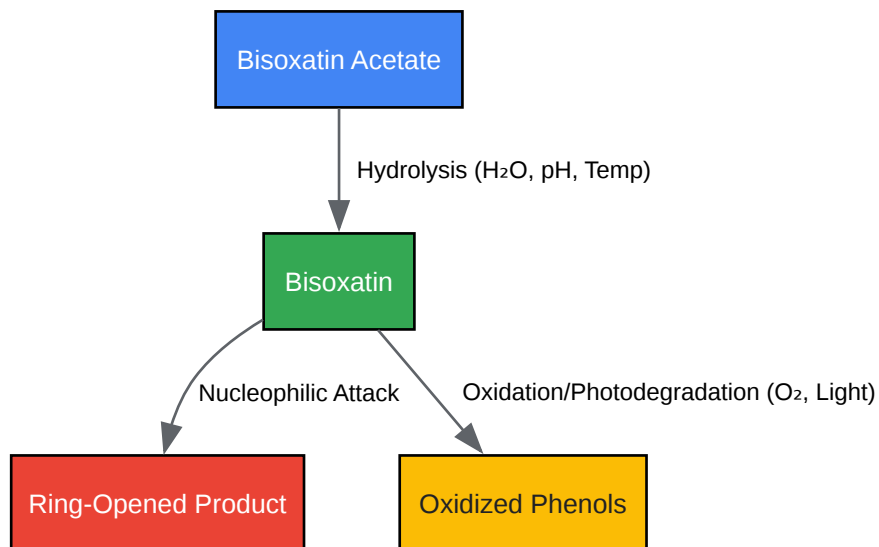 Bisoxatin Acetate
Hydrolysis (H₂O, pH, Temp)
Bisoxatin
Nucleophilic Attack
Oxidation/Photodegradation (O₂, Light)
Ring-Opened Product
Oxidized Phenols